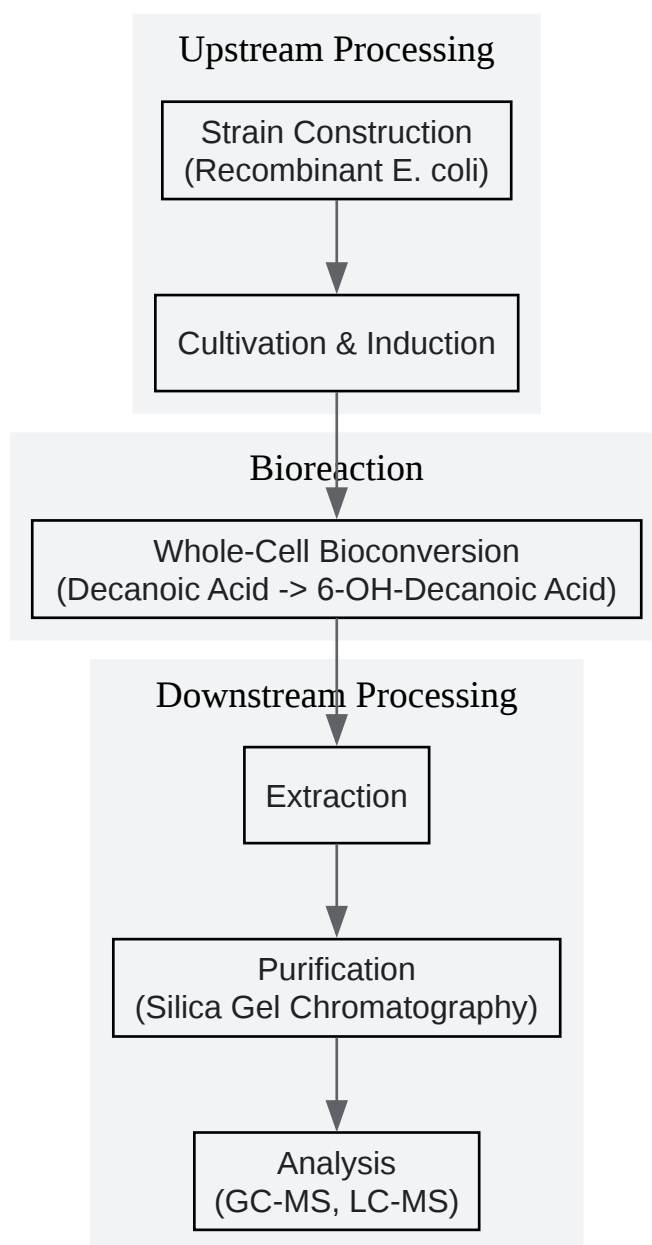 Upstream Processing
Strain Construction
(Recombinant E. coli)
Cultivation & Induction
Bioreaction
Whole-Cell Bioconversion
(Decanoic Acid -> 6-OH-Decanoic Acid)
Downstream Processing
Extraction
Purification
(Silica Gel Chromatography)
Analysis
(GC-MS, LC-MS)